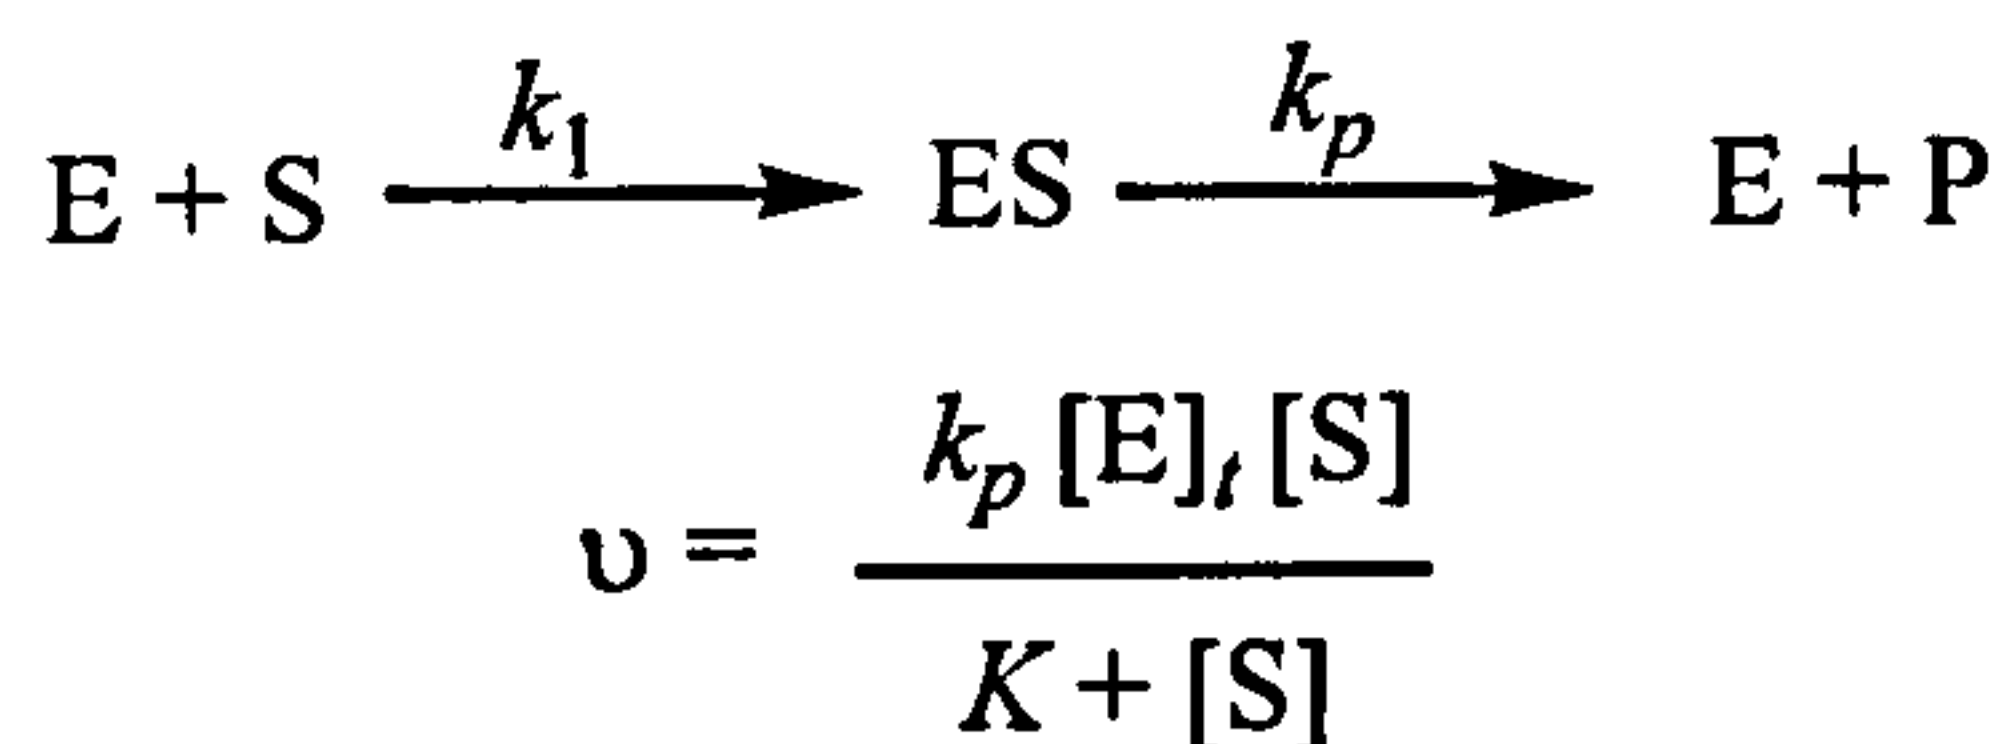 E + S k₁ → ES kₚ → E + P
υ = kₚ [E]ₜ [S] / K + [S]